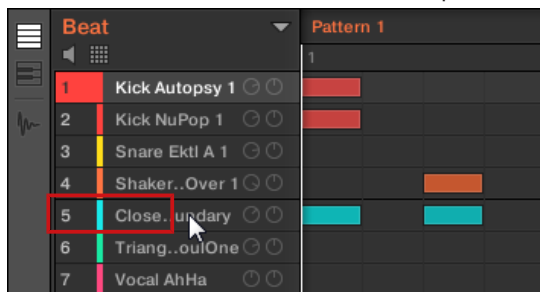 Beat
Pattern 1
1
1 Kick Autopsy 1
2 Kick NuPop 1
3 Snare Ektl A 1
4 Shaker..Over 1
5 Close..undary
6 Triang..oulOne
7 Vocal AhHa